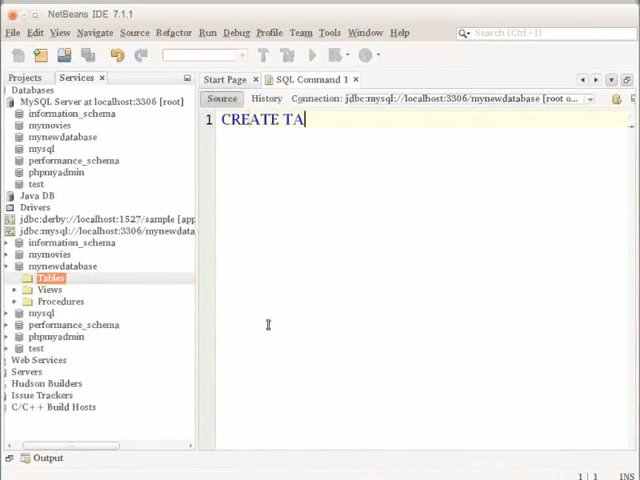 NetBeans IDE 7.1.1
File Edit View Navigate Source Refactor Run Debug Profile Team Tools Window Help
Search (Ctrl+I)
Projects Services Start Page SQL Command 1
Databases
MySQL Server at localhost:3306 [root]
information_schema
mymovies
mynewdatabase
mysql
performance_schema
phpmyadmin
test
Java DB
Drivers
jdbc:derby://localhost:1527/sample [app
jdbc:mysql://localhost:3306/mynewdata
information_schema
mymovies
mynewdatabase
Tables
Views
Procedures
mysql
performance_schema
phpmyadmin
test
Web Services
Servers
Hudson Builders
Issue Trackers
C/C++ Build Hosts
Source History Connection: jdbc:mysql://localhost:3306/mynewdatabase [root o...
1 CREATE TA
Output
1 | 1 INS